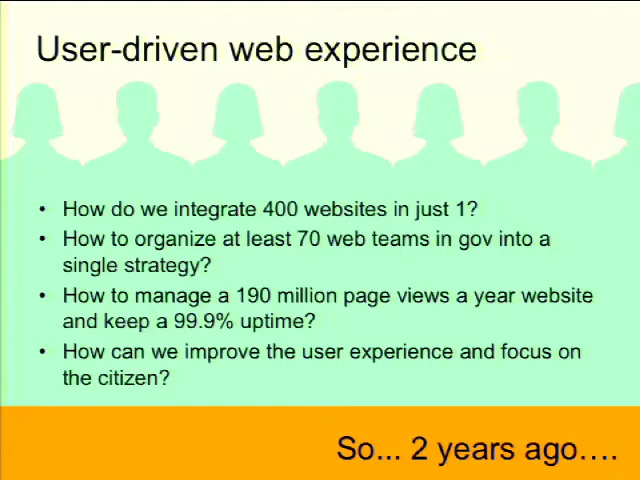 User-driven web experience
• How do we integrate 400 websites in just 1?
• How to organize at least 70 web teams in gov into a
single strategy?
• How to manage a 190 million page views a year website
and keep a 99.9% uptime?
• How can we improve the user experience and focus on
the citizen?
So... 2 years ago....